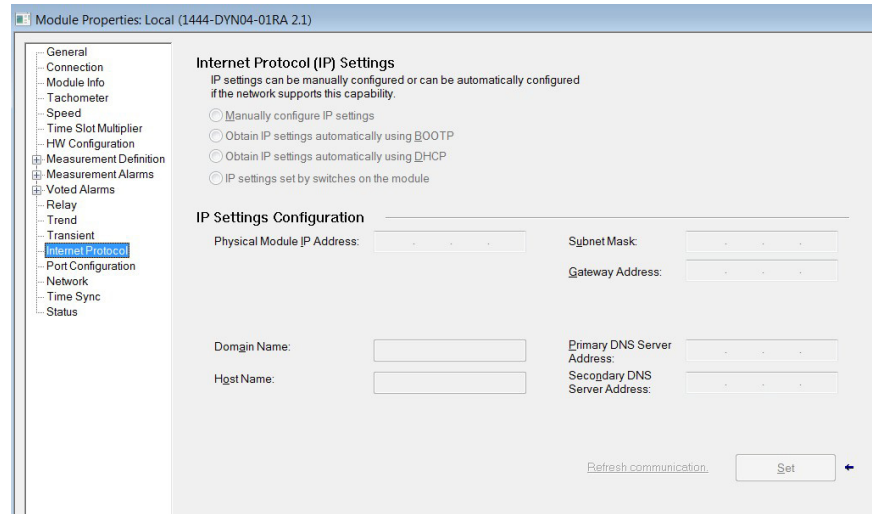 Module Properties: Local (1444-DYN04-01RA 2.1)
General
Connection
Module Info
Tachometer
Speed
Time Slot Multiplier
HW Configuration
Measurement Definition
Measurement Alarms
Voted Alarms
Relay
Trend
Transient
Internet Protocol
Port Configuration
Network
Time Sync
Status
Internet Protocol (IP) Settings
IP settings can be manually configured or can be automatically configured
if the network supports this capability.
Manually configure IP settings
Obtain IP settings automatically using BOOTP
Obtain IP settings automatically using DHCP
IP settings set by switches on the module
IP Settings Configuration
Physical Module IP Address: . . .
Subnet Mask: . . .
Gateway Address: . . .
Domain Name:
Primary DNS Server
Address: . . .
Host Name:
Secondary DNS
Server Address: . . .
Refresh communication.
Set